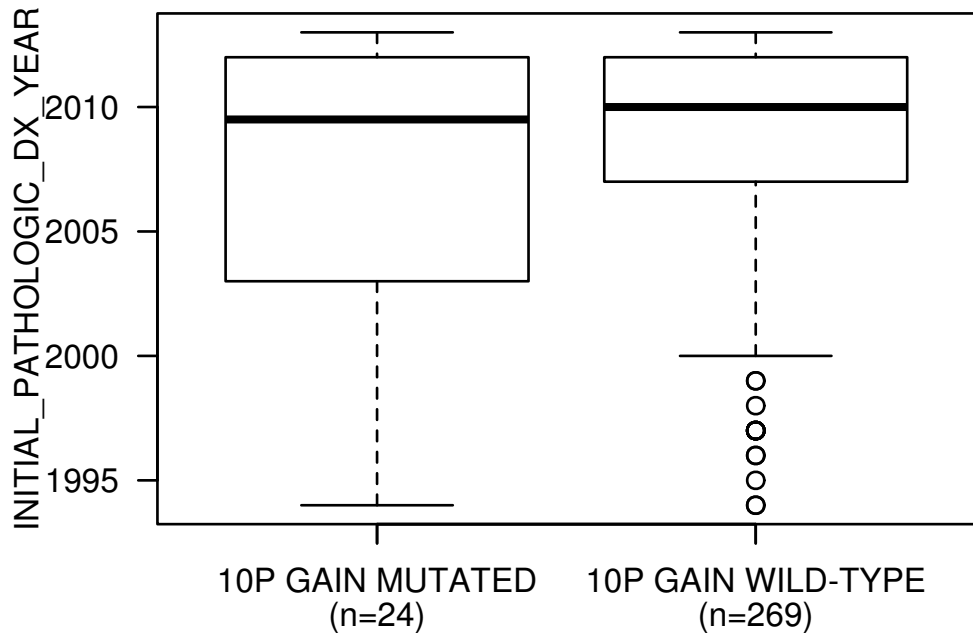 INITIAL_PATHOLOGIC_DX_YEAR
2010
2005
2000
1995
10P GAIN MUTATED
(n=24)
10P GAIN WILD-TYPE
(n=269)